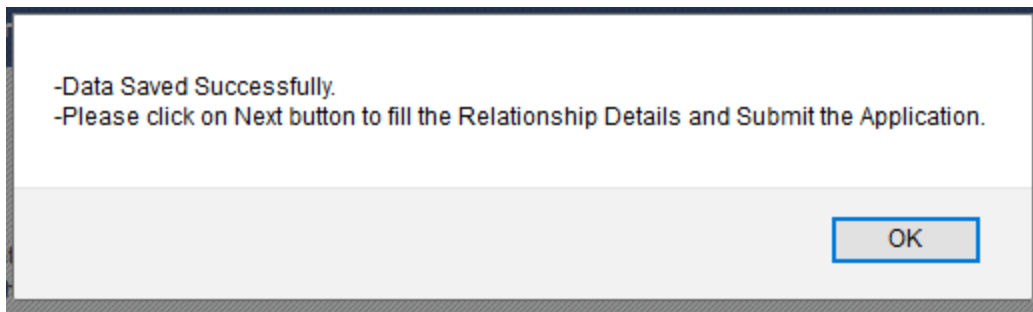 -Data Saved Successfully.
-Please click on Next button to fill the Relationship Details and Submit the Application.
OK